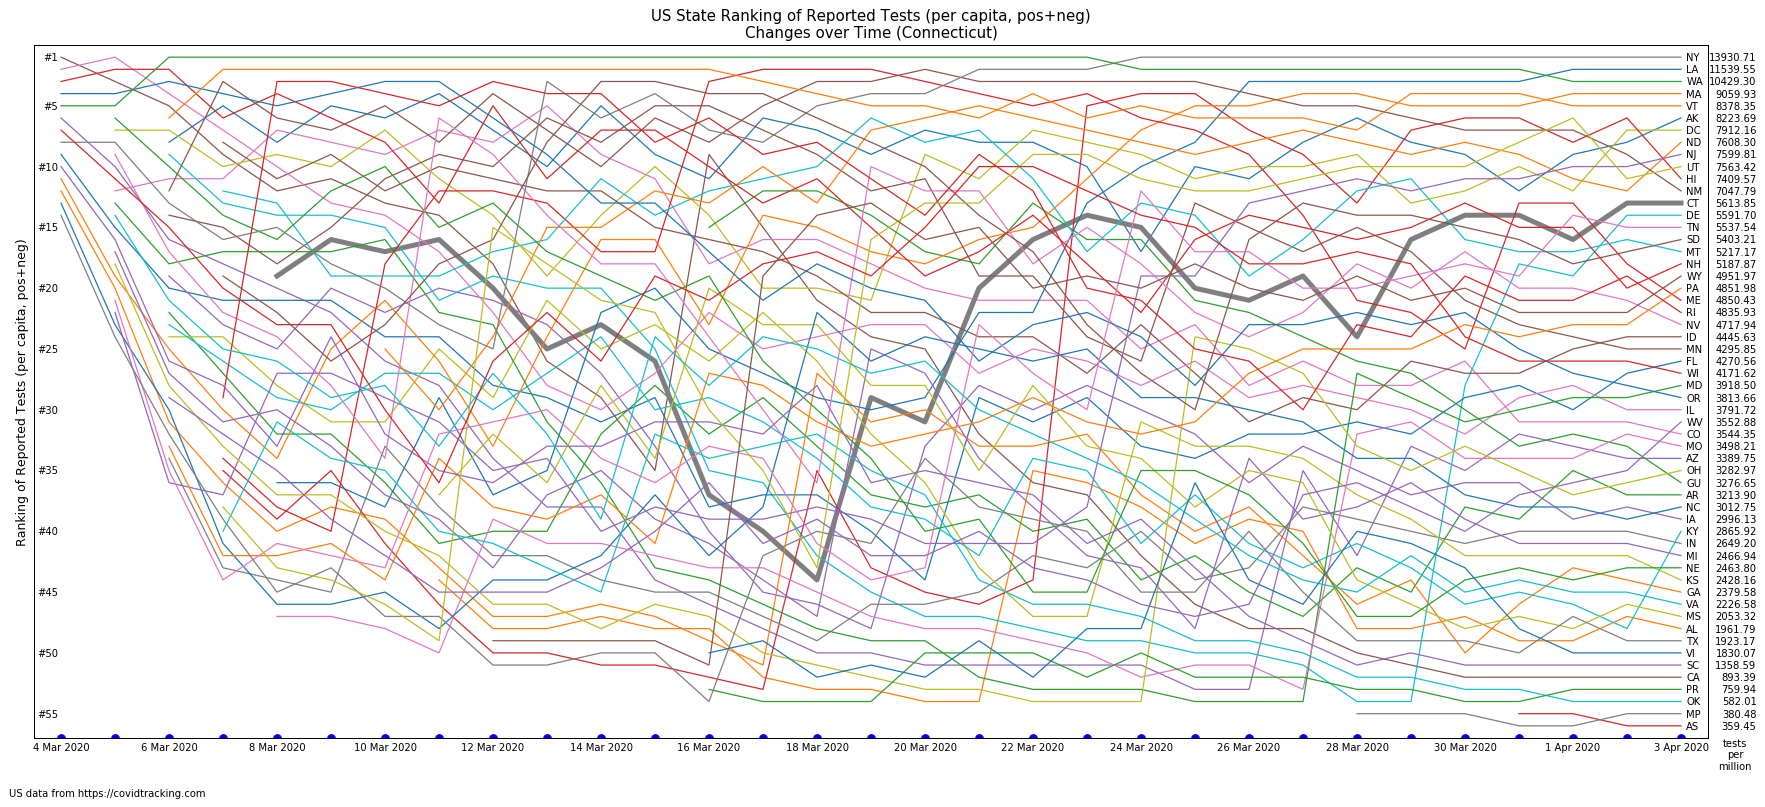 US State Ranking of Reported Tests (per capita, pos+neg)
Changes over Time (Connecticut)
Ranking of Reported Tests (per capita, pos+neg)
#1
#5
#10
#15
#20
#25
#30
#35
#40
#45
#50
#55
NY 13930.71
LA 11539.55
WA 10429.30
MA 9059.93
VT 8378.35
AK 8223.69
DC 7912.16
ND 7608.30
NJ 7599.81
UT 7563.42
HI 7409.57
NM 7047.79
CT 5613.85
DE 5591.70
TN 5537.54
SD 5403.21
MT 5217.17
NH 5187.87
WY 4951.97
PA 4851.98
ME 4850.43
RI 4835.93
NV 4717.94
ID 4445.63
MN 4295.85
FL 4270.56
WI 4171.62
MD 3918.50
OR 3813.66
IL 3791.72
WV 3552.88
CO 3544.35
MO 3498.21
AZ 3389.75
OH 3282.97
GU 3276.65
AR 3213.90
NC 3012.75
IA 2996.13
KY 2865.92
IN 2649.20
MI 2466.94
NE 2463.80
KS 2428.16
GA 2379.58
VA 2226.58
MS 2053.32
AL 1961.79
TX 1923.17
VI 1830.07
SC 1358.59
CA 893.39
PR 759.94
OK 582.01
MP 380.48
AS 359.45
4 Mar 2020 6 Mar 2020 8 Mar 2020 10 Mar 2020 12 Mar 2020 14 Mar 2020 16 Mar 2020 18 Mar 2020 20 Mar 2020 22 Mar 2020 24 Mar 2020 26 Mar 2020 28 Mar 2020 30 Mar 2020 1 Apr 2020 3 Apr 2020
tests
per
million
US data from https://covidtracking.com